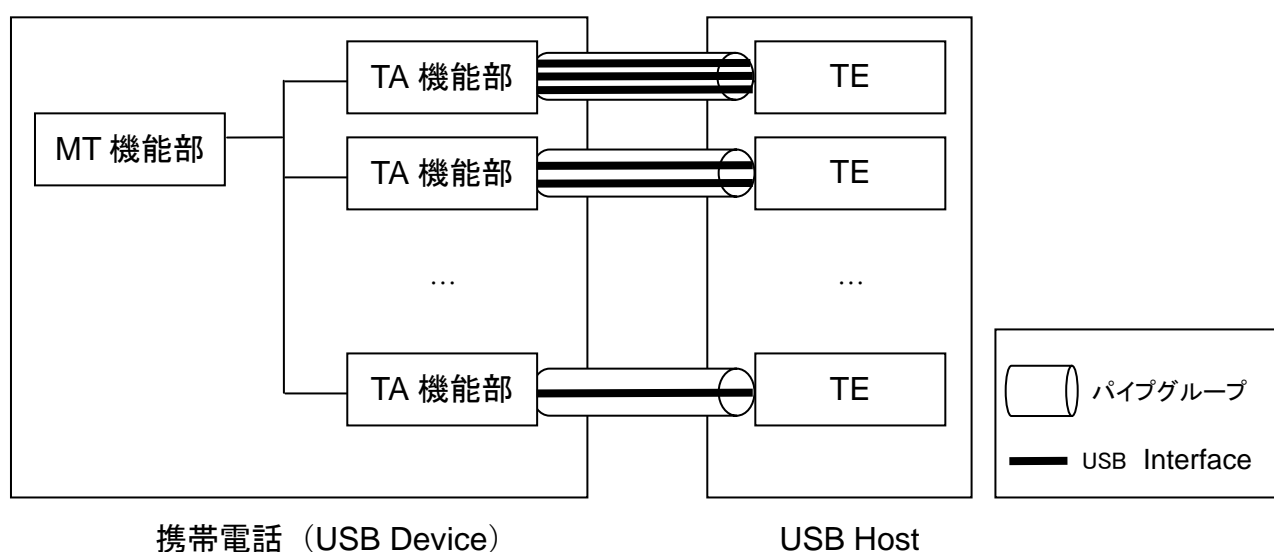 TA 機能部
TE
MT 機能部
TA 機能部
TE
…
…
TA 機能部
TE
パイプグループ
USB Interface
携帯電話（USB Device）
USB Host